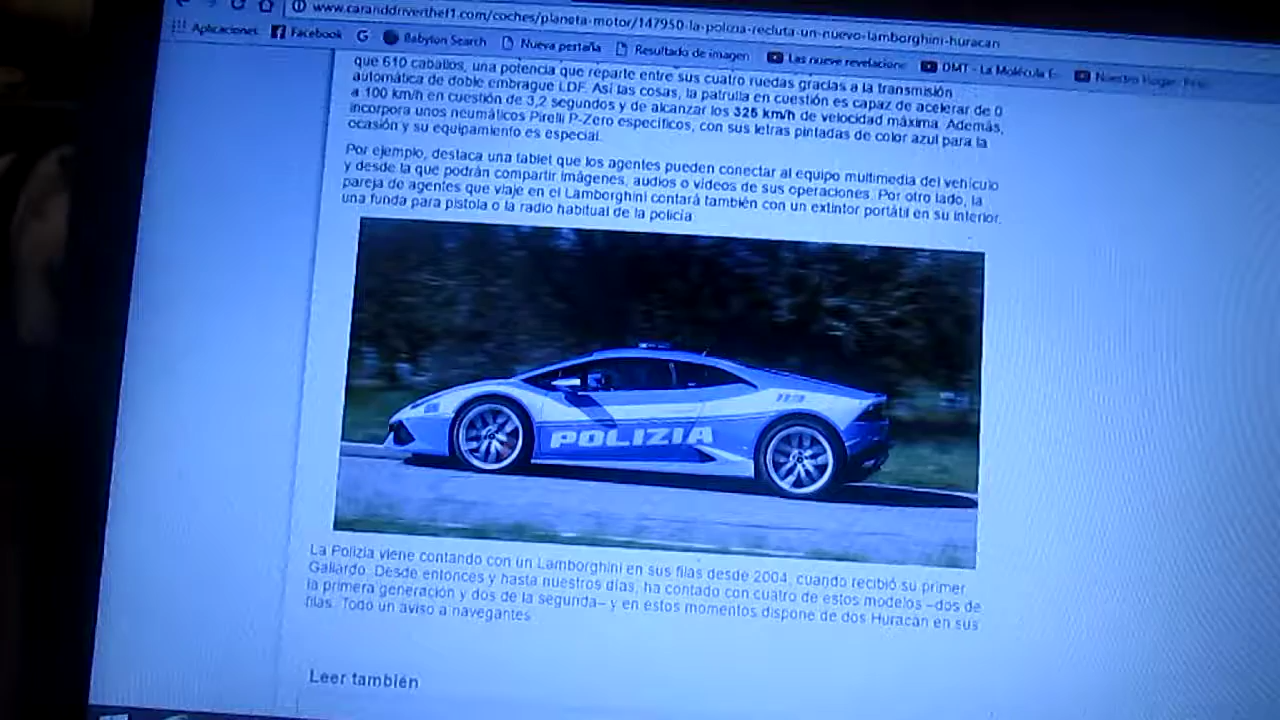 www.caranddriverthef1.com/coches/planeta-motor/147950-la-polizia-recluta-un-nuevo-lamborghini-huracan
Aplicaciones Facebook Babylon Search Nueva pestaña Resultado de imagen Las nueve revelacione DMT - La Molécula E Nuestro Hogar
que 610 caballos, una potencia que reparte entre sus cuatro ruedas gracias a la transmisión
automática de doble embrague LDF. Así las cosas, la patrulla en cuestión es capaz de acelerar de 0
a 100 km/h en cuestión de 3,2 segundos y de alcanzar los 325 km/h de velocidad máxima. Además,
incorpora unos neumáticos Pirelli P-Zero específicos, con sus letras pintadas de color azul para la
ocasión y su equipamiento es especial.
Por ejemplo, destaca una tablet que los agentes pueden conectar al equipo multimedia del vehículo
y desde la que podrán compartir imágenes, audios o vídeos de sus operaciones. Por otro lado, la
pareja de agentes que viaje en el Lamborghini contará también con un extintor portátil en su interior,
una funda para pistola o la radio habitual de la policía.
POLIZIA
La Polizia viene contando con un Lamborghini en sus filas desde 2004, cuando recibió su primer
Gallardo. Desde entonces y hasta nuestros días, ha contado con cuatro de estos modelos –dos de
la primera generación y dos de la segunda– y en estos momentos dispone de dos Huracán en sus
filas. Todo un aviso a navegantes.
Leer también